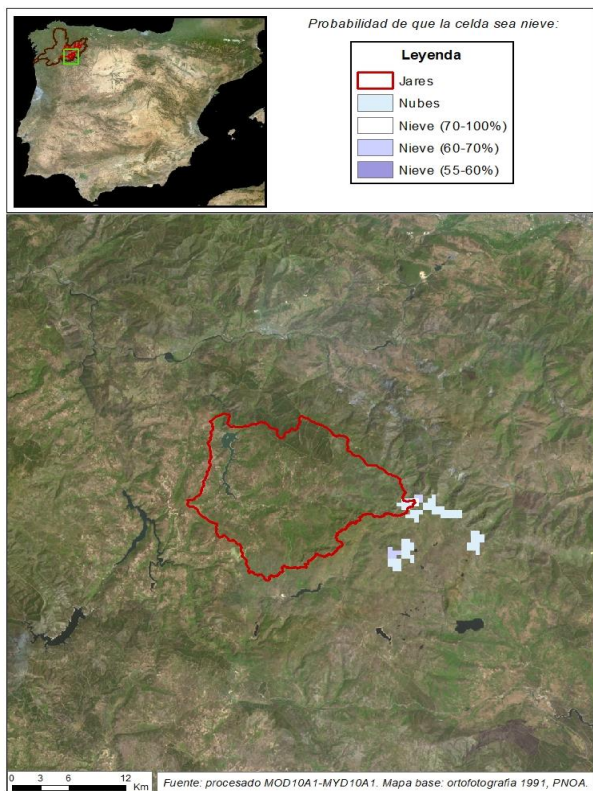 Probabilidad de que la celda sea nieve:
Leyenda
Jares
Nubes
Nieve (70-100%)
Nieve (60-70%)
Nieve (55-60%)
0 3 6 12
Km
Fuente: procesado MOD10A1-MYD10A1. Mapa base: ortofotografía 1991, PNOA.